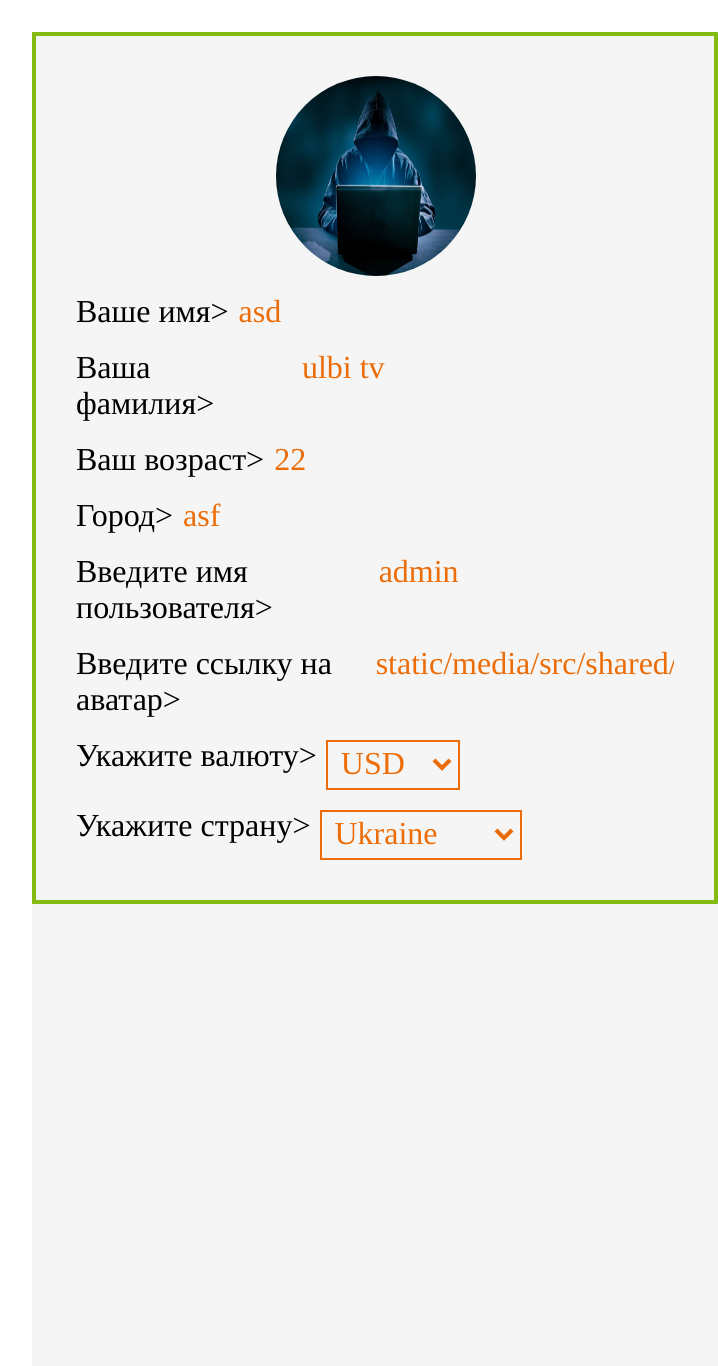 Ваше имя> asd
Ваша ulbi tv
фамилия>
Ваш возраст> 22
Город> asf
Введите имя admin
пользователя>
Введите ссылку на static/media/src/shared/
аватар>
Укажите валюту> USD
Укажите страну> Ukraine